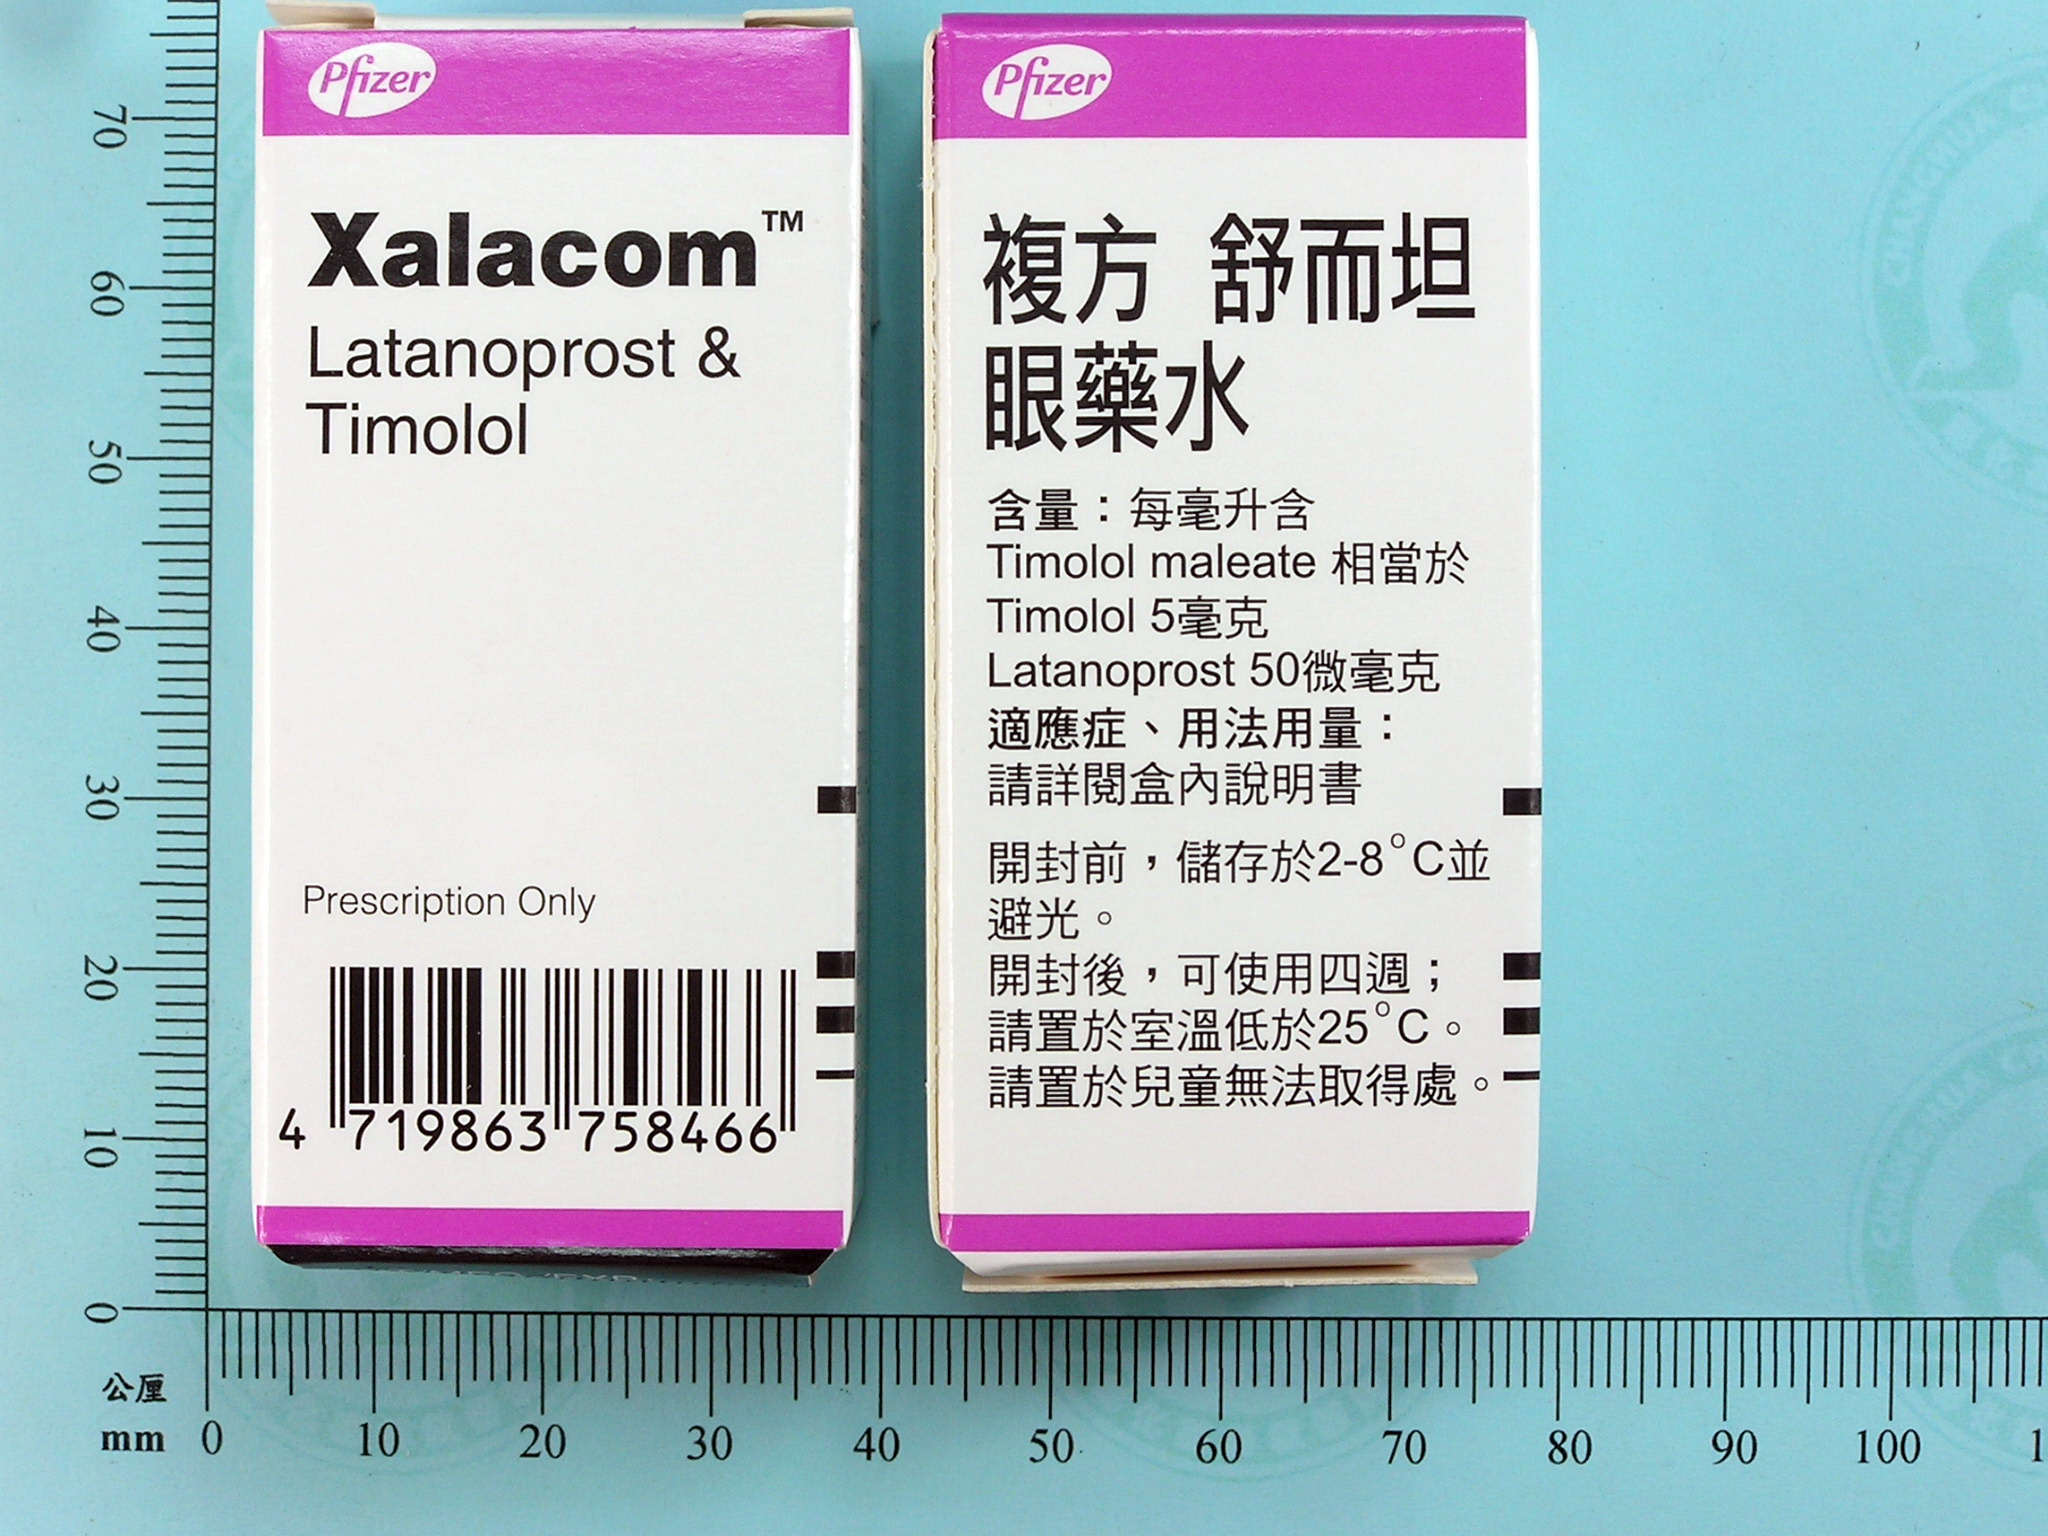 Pfizer
Xalacom™
Latanoprost &
Timolol
Prescription Only
4 719863 758466
Pfizer
複方 舒而坦
眼藥水
含量：每毫升含
Timolol maleate 相當於
Timolol 5毫克
Latanoprost 50微毫克
適應症、用法用量：
請詳閱盒內說明書
開封前，儲存於2-8°C並
避光。
開封後，可使用四週；
請置於室溫低於25°C。
請置於兒童無法取得處。
70
60
50
40
30
20
10
0
公厘
mm 0 10 20 30 40 50 60 70 80 90 100